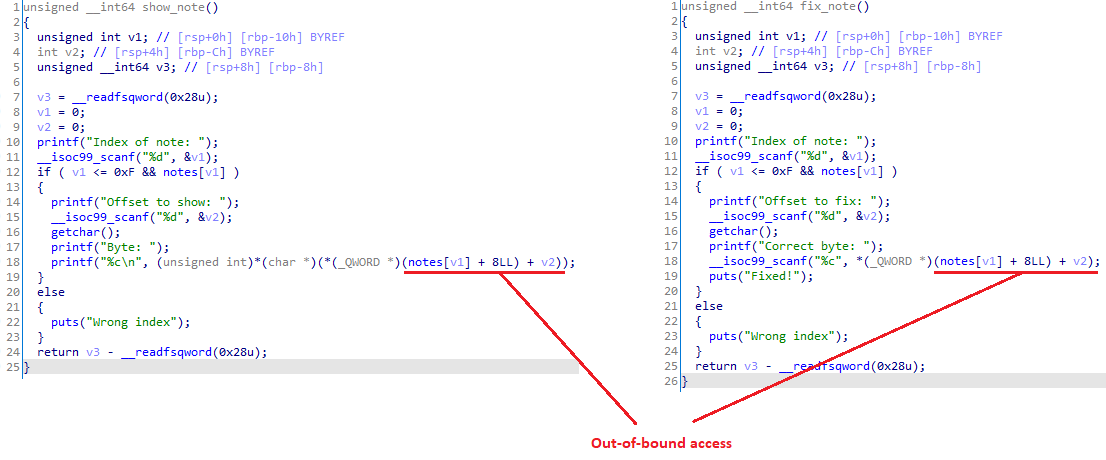 1 unsigned __int64 show_note()
2 {
3 unsigned int v1; // [rsp+0h] [rbp-10h] BYREF
4 int v2; // [rsp+4h] [rbp-Ch] BYREF
5 unsigned __int64 v3; // [rsp+8h] [rbp-8h]
6
7 v3 = __readfsqword(0x28u);
8 v1 = 0;
9 v2 = 0;
10 printf("Index of note: ");
11 __isoc99_scanf("%d", &v1);
12 if ( v1 <= 0xF && notes[v1] )
13 {
14 printf("Offset to show: ");
15 __isoc99_scanf("%d", &v2);
16 getchar();
17 printf("Byte: ");
18 printf("%c\n", (unsigned int)*(char *)(*(_QWORD *)(notes[v1] + 8LL) + v2));
19 }
20 else
21 {
22 puts("Wrong index");
23 }
24 return v3 - __readfsqword(0x28u);
25 }
1 unsigned __int64 fix_note()
2 {
3 unsigned int v1; // [rsp+0h] [rbp-10h] BYREF
4 int v2; // [rsp+4h] [rbp-Ch] BYREF
5 unsigned __int64 v3; // [rsp+8h] [rbp-8h]
6
7 v3 = __readfsqword(0x28u);
8 v1 = 0;
9 v2 = 0;
10 printf("Index of note: ");
11 __isoc99_scanf("%d", &v1);
12 if ( v1 <= 0xF && notes[v1] )
13 {
14 printf("Offset to fix: ");
15 __isoc99_scanf("%d", &v2);
16 getchar();
17 printf("Correct byte: ");
18 __isoc99_scanf("%c", *(_QWORD *)(notes[v1] + 8LL) + v2);
19 puts("Fixed!");
20 }
21 else
22 {
23 puts("Wrong index");
24 }
25 return v3 - __readfsqword(0x28u);
26 }
Out-of-bound access